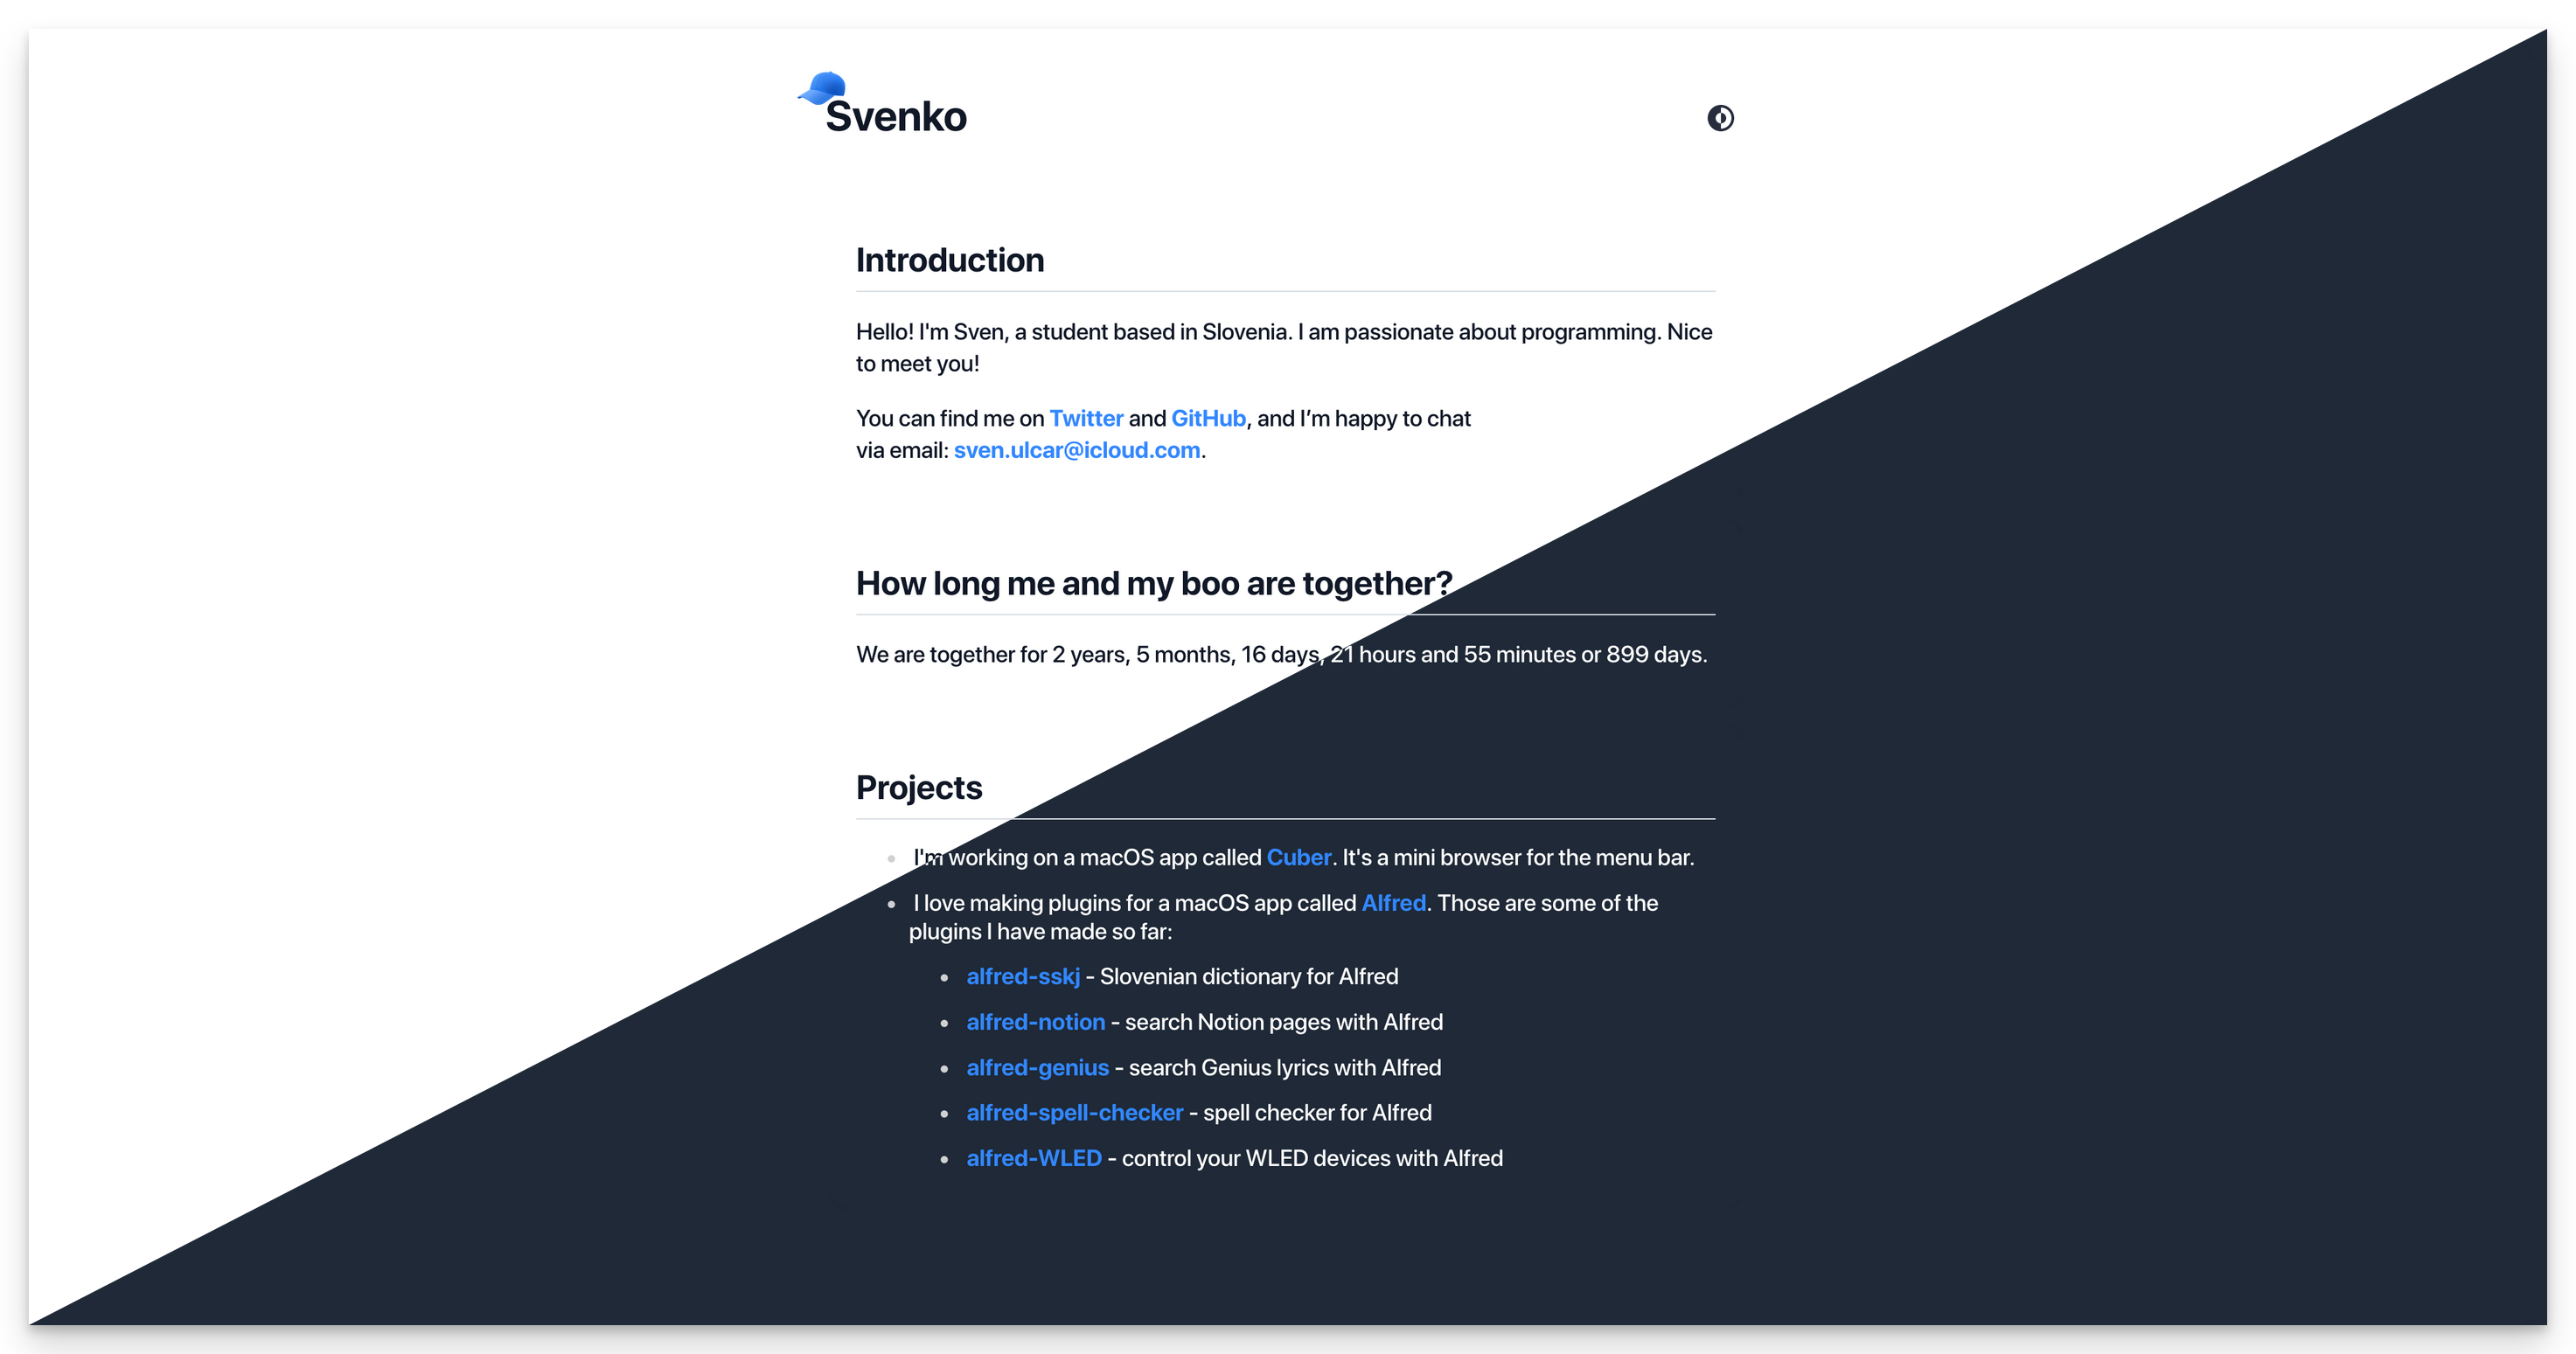 Svenko
Introduction
Hello! I'm Sven, a student based in Slovenia. I am passionate about programming. Nice
to meet you!
You can find me on Twitter and GitHub, and I’m happy to chat
via email: sven.ulcar@icloud.com.
How long me and my boo are together?
We are together for 2 years, 5 months, 16 days, 21 hours and 55 minutes or 899 days.
Projects
I'm working on a macOS app called Cuber. It's a mini browser for the menu bar.
I love making plugins for a macOS app called Alfred. Those are some of the
plugins I have made so far:
alfred-sskj - Slovenian dictionary for Alfred
alfred-notion - search Notion pages with Alfred
alfred-genius - search Genius lyrics with Alfred
alfred-spell-checker - spell checker for Alfred
alfred-WLED - control your WLED devices with Alfred